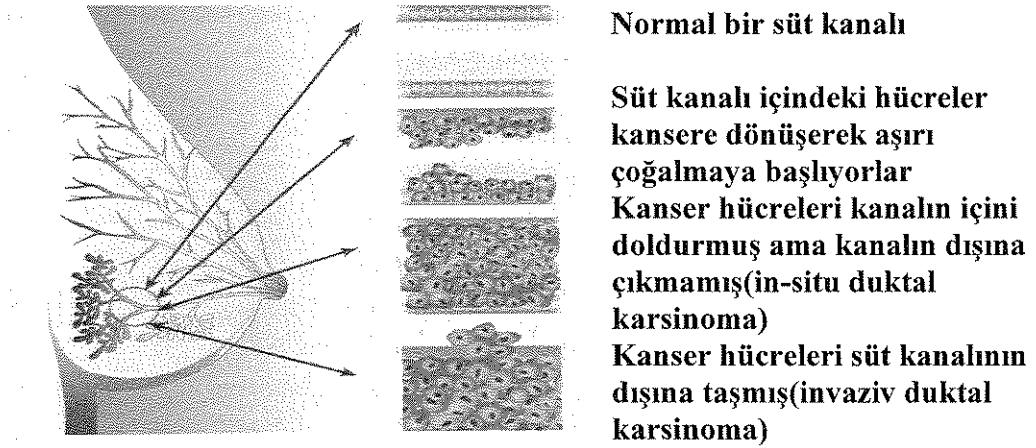 Normal bir süt kanalı
Süt kanalı içindeki hücreler
kansere dönüşerek aşırı
çoğalmaya başlıyorlar
Kanser hücreleri kanalın içini
doldurmuş ama kanalın dışına
çıkmamış(in-situ duktal
karsinoma)
Kanser hücreleri süt kanalının
dışına taşmış(invaziv duktal
karsinoma)